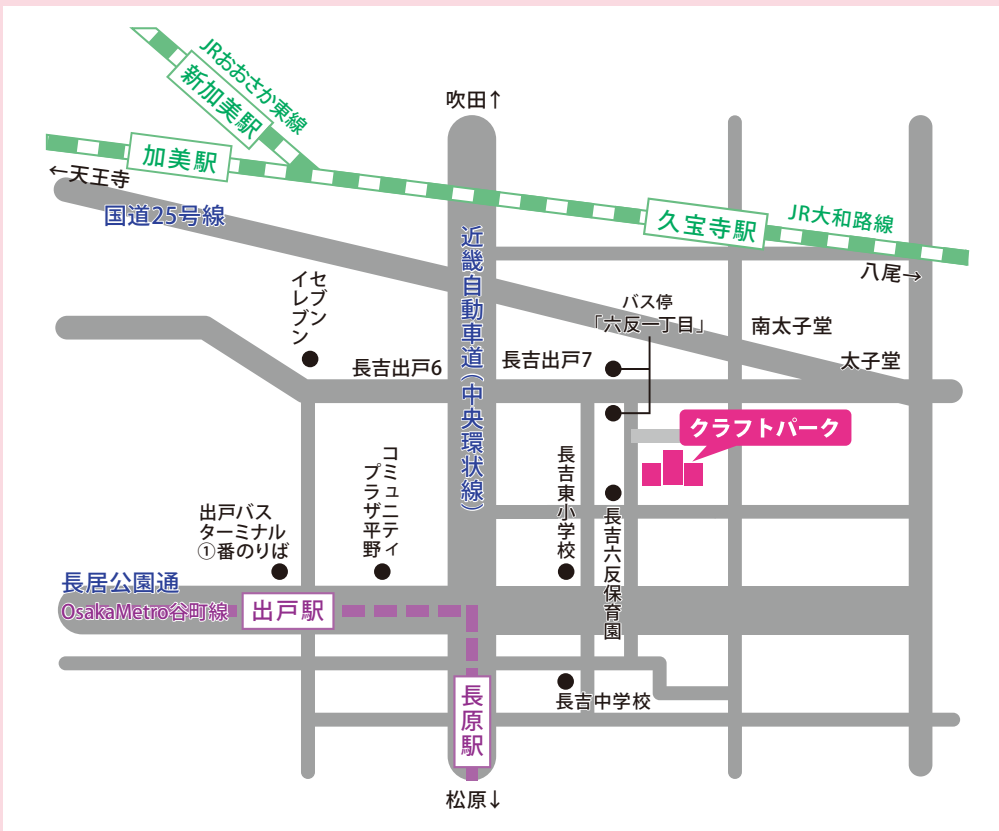 JRおおさか東線
新加美駅
吹田↑
加美駅
←天王寺
国道25号線
久宝寺駅
JR大和路線
八尾→
近畿自動車道(中央環状線)
セブン
イレブン
バス停
「六反一丁目」
南太子堂
太子堂
長吉出戸6
長吉出戸7
クラフトパーク
コミュニティ
プラザ平野
長吉東小学校
長吉六反保育園
出戸バス
ターミナル
①番のりば
長居公園通
OsakaMetro谷町線
出戸駅
長原駅
長吉中学校
松原↓